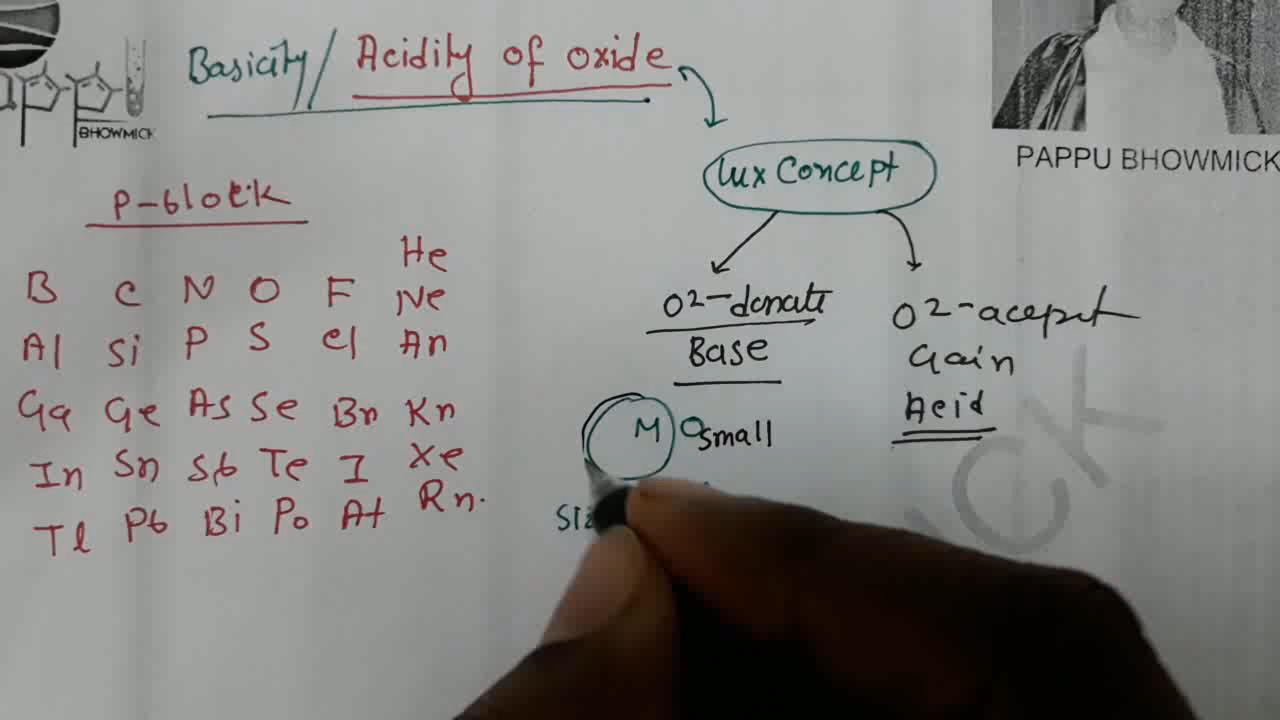 BHOWMICK
Basicity/ Acidity of oxide
PAPPU BHOWMICK
Lux Concept
P-block
He
B C N O F Ne
Al Si P S Cl Ar
Ga Ge As Se Br Kr
In Sn Sb Te I Xe
Tl Pb Bi Po At Rn.
O2- donate
Base
O2- acept
Gain
Acid
M O small